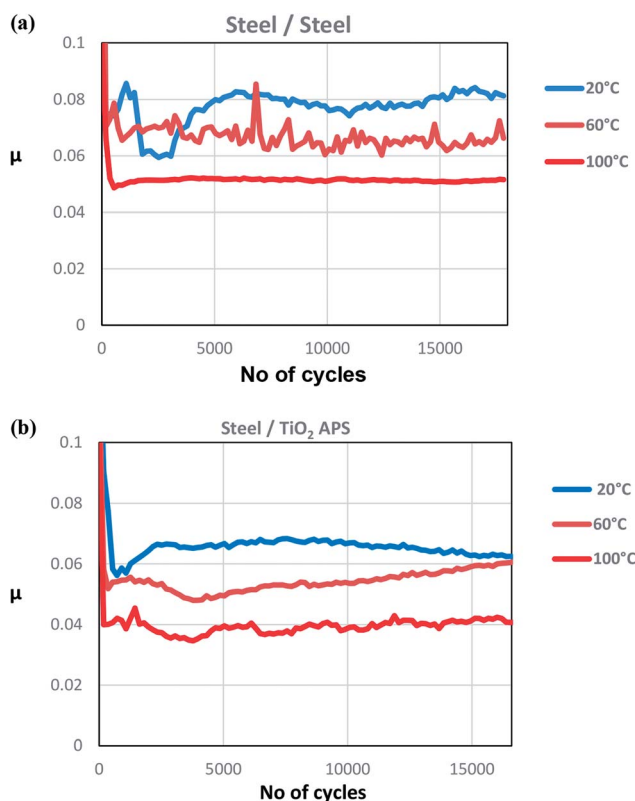 (a)
Steel / Steel
0.1
0.08
0.06
0.04
0.02
0
μ
0
5000
10000
15000
No of cycles
20°C
60°C
100°C
(b)
Steel / TiO₂ APS
0.1
0.08
0.06
0.04
0.02
0
μ
0
5000
10000
15000
No of cycles
20°C
60°C
100°C